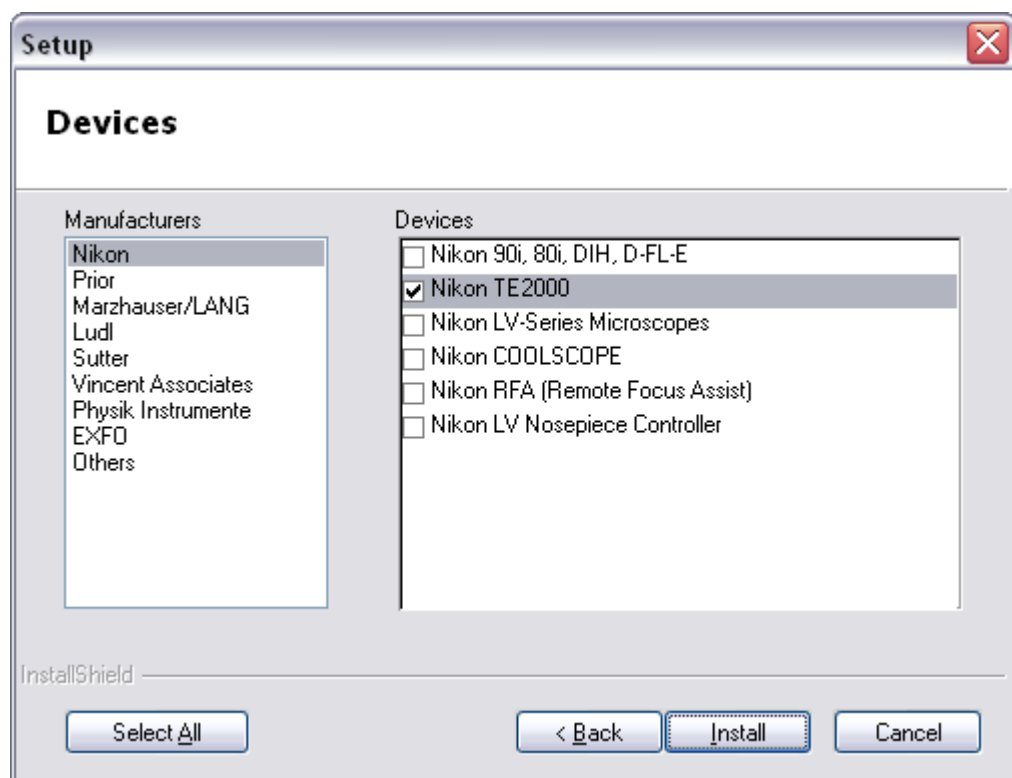 Setup
Devices
Manufacturers
Nikon
Prior
Marzhauser/LANG
Ludl
Sutter
Vincent Associates
Physik Instrumente
EXFO
Others
Devices
Nikon 90i, 80i, DIH, D-FL-E
Nikon TE2000
Nikon LV-Series Microscopes
Nikon COOLSCOPE
Nikon RFA (Remote Focus Assist)
Nikon LV Nosepiece Controller
InstallShield
Select All
< Back
Install
Cancel